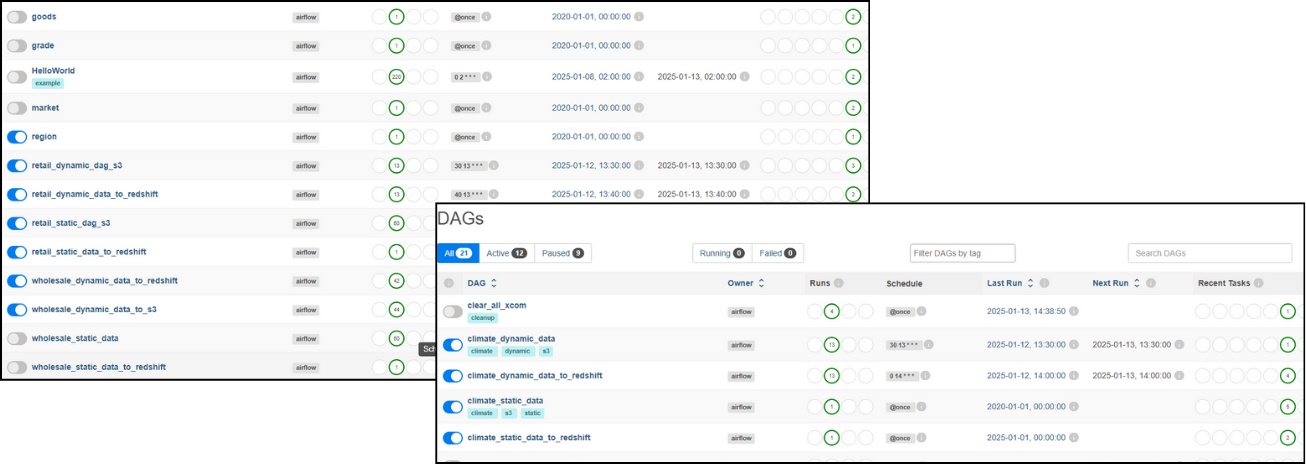 goods airflow 1 @once 2020-01-01, 00:00:00 2
grade airflow 1 @once 2020-01-01, 00:00:00 1
HelloWorld airflow 220 0 2 * * * 2025-01-08, 02:00:00 2025-01-13, 02:00:00 2
example
market airflow 1 @once 2020-01-01, 00:00:00 2
region airflow 1 @once 2020-01-01, 00:00:00 1
retail_dynamic_dag_s3 airflow 13 30 13 * * * 2025-01-12, 13:30:00 2025-01-13, 13:30:00 3
retail_dynamic_data_to_redshift airflow 13 40 13 * * * 2025-01-12, 13:40:00 2025-01-13, 13:40:00 2
retail_static_dag_s3 airflow 60
retail_static_data_to_redshift airflow 1
wholesale_dynamic_data_to_redshift airflow 42
wholesale_dynamic_data_to_s3 airflow 44
wholesale_static_data airflow 60
Sch
wholesale_static_data_to_redshift airflow 1
DAGs
All 21 Active 12 Paused 9 Running 0 Failed 0 Filter DAGs by tag Search DAGs
DAG Owner Runs Schedule Last Run Next Run Recent Tasks
clear_all_xcom airflow 4 @once 2025-01-13, 14:38:50 1
cleanup
climate_dynamic_data airflow 13 30 13 * * * 2025-01-12, 13:30:00 2025-01-13, 13:30:00 1
climate dynamic s3
climate_dynamic_data_to_redshift airflow 13 0 14 * * * 2025-01-12, 14:00:00 2025-01-13, 14:00:00 4
climate_static_data airflow 1 @once 2020-01-01, 00:00:00 5
climate s3 static
climate_static_data_to_redshift airflow 1 @once 2025-01-01, 00:00:00 2